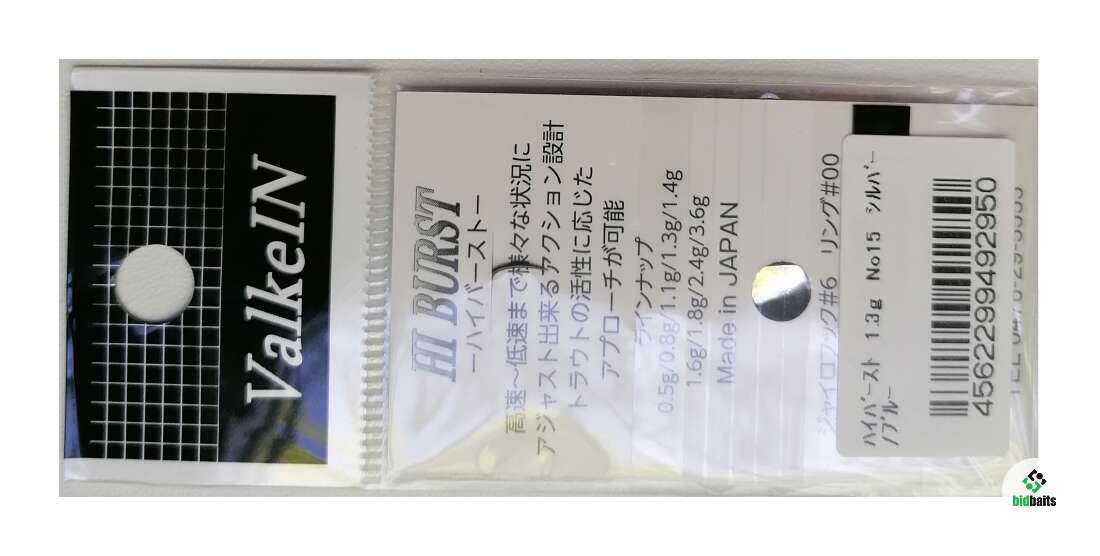 ValkeIN
HI BURST
ーハイバーストー
高速～低速まで様々な状況に
アジャスト出来るアクション設計
トラウトの活性に応じた
アプローチが可能
ラインナップ
0.5g/0.8g/1.1g/1.3g/1.4g
1.6g/1.8g/2.4g/3.6g
Made in JAPAN
ジャイロフック#6 リング#00
ハイバースト 1.3g No15 シルバー
/ブルー
4562299492950
bidbaits